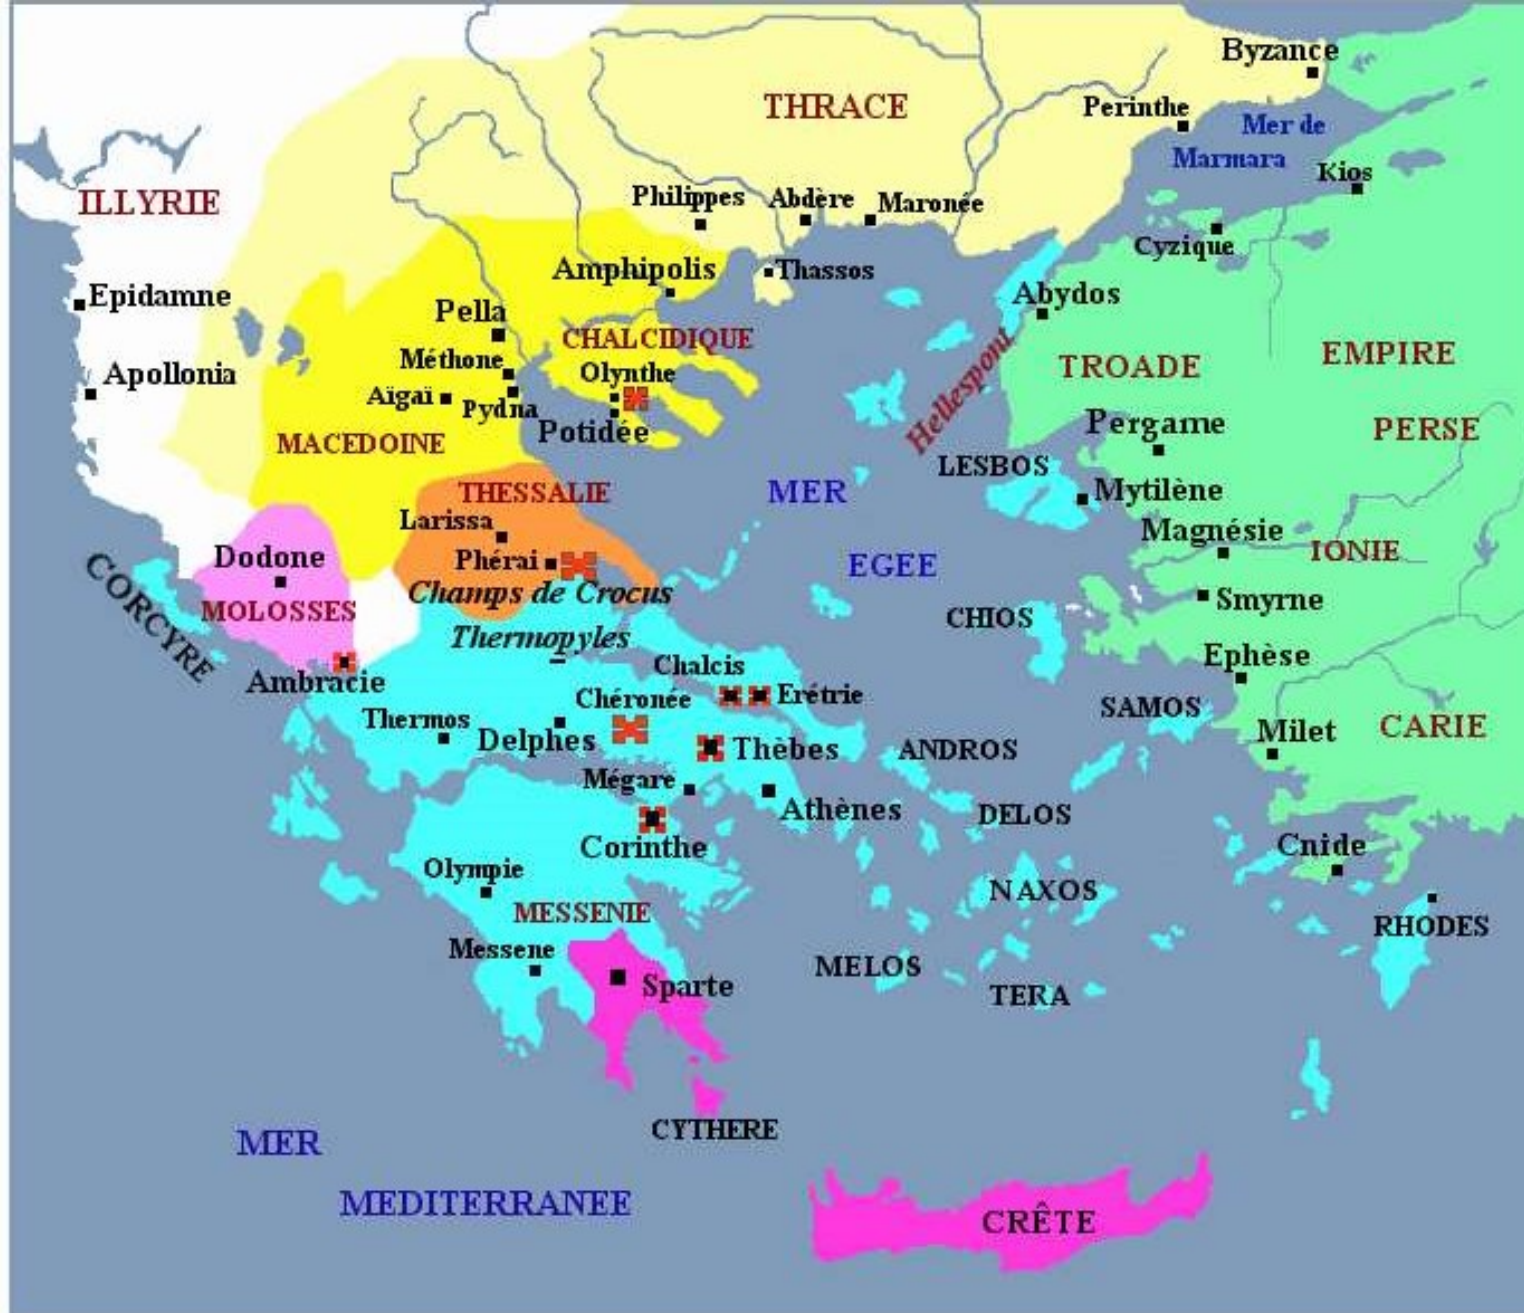 Byzance
THRACE
Perinthe
Mer de
Marmara
Kios
ILLYRIE
Philippes
Abdère
Maronée
Cyzique
Amphipolis
Thassos
Epidamne
Abydos
Pella
CHALCIDIQUE
Méthone
Olynthe
Apollonia
Aïgaï
Pydna
Hellespont
TROADE
EMPIRE
PERSE
Potidée
MACEDOINE
Pergame
LESBOS
THESSALIE
MER
Mytilène
Larissa
Magnésie
IONIE
Dodone
Phérai
EGEE
Champs de Crocus
CORCYRE
MOLOSSES
Smyrne
CHIOS
Thermopyles
Ephèse
Chalcis
Ambracie
Chéronée
Erétrie
SAMOS
Thermos
Delphes
Thèbes
ANDROS
Milet
CARIE
Mégare
Athènes
DELOS
Corinthe
Cnide
Olympie
NAXOS
MESSENIE
RHODES
Messene
MELOS
Sparte
TERA
CYTHERE
MER
MEDITERRANEE
CRÊTE